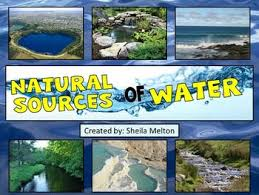 NATURAL
SOURCES OF WATER
Created by: Sheila Melton